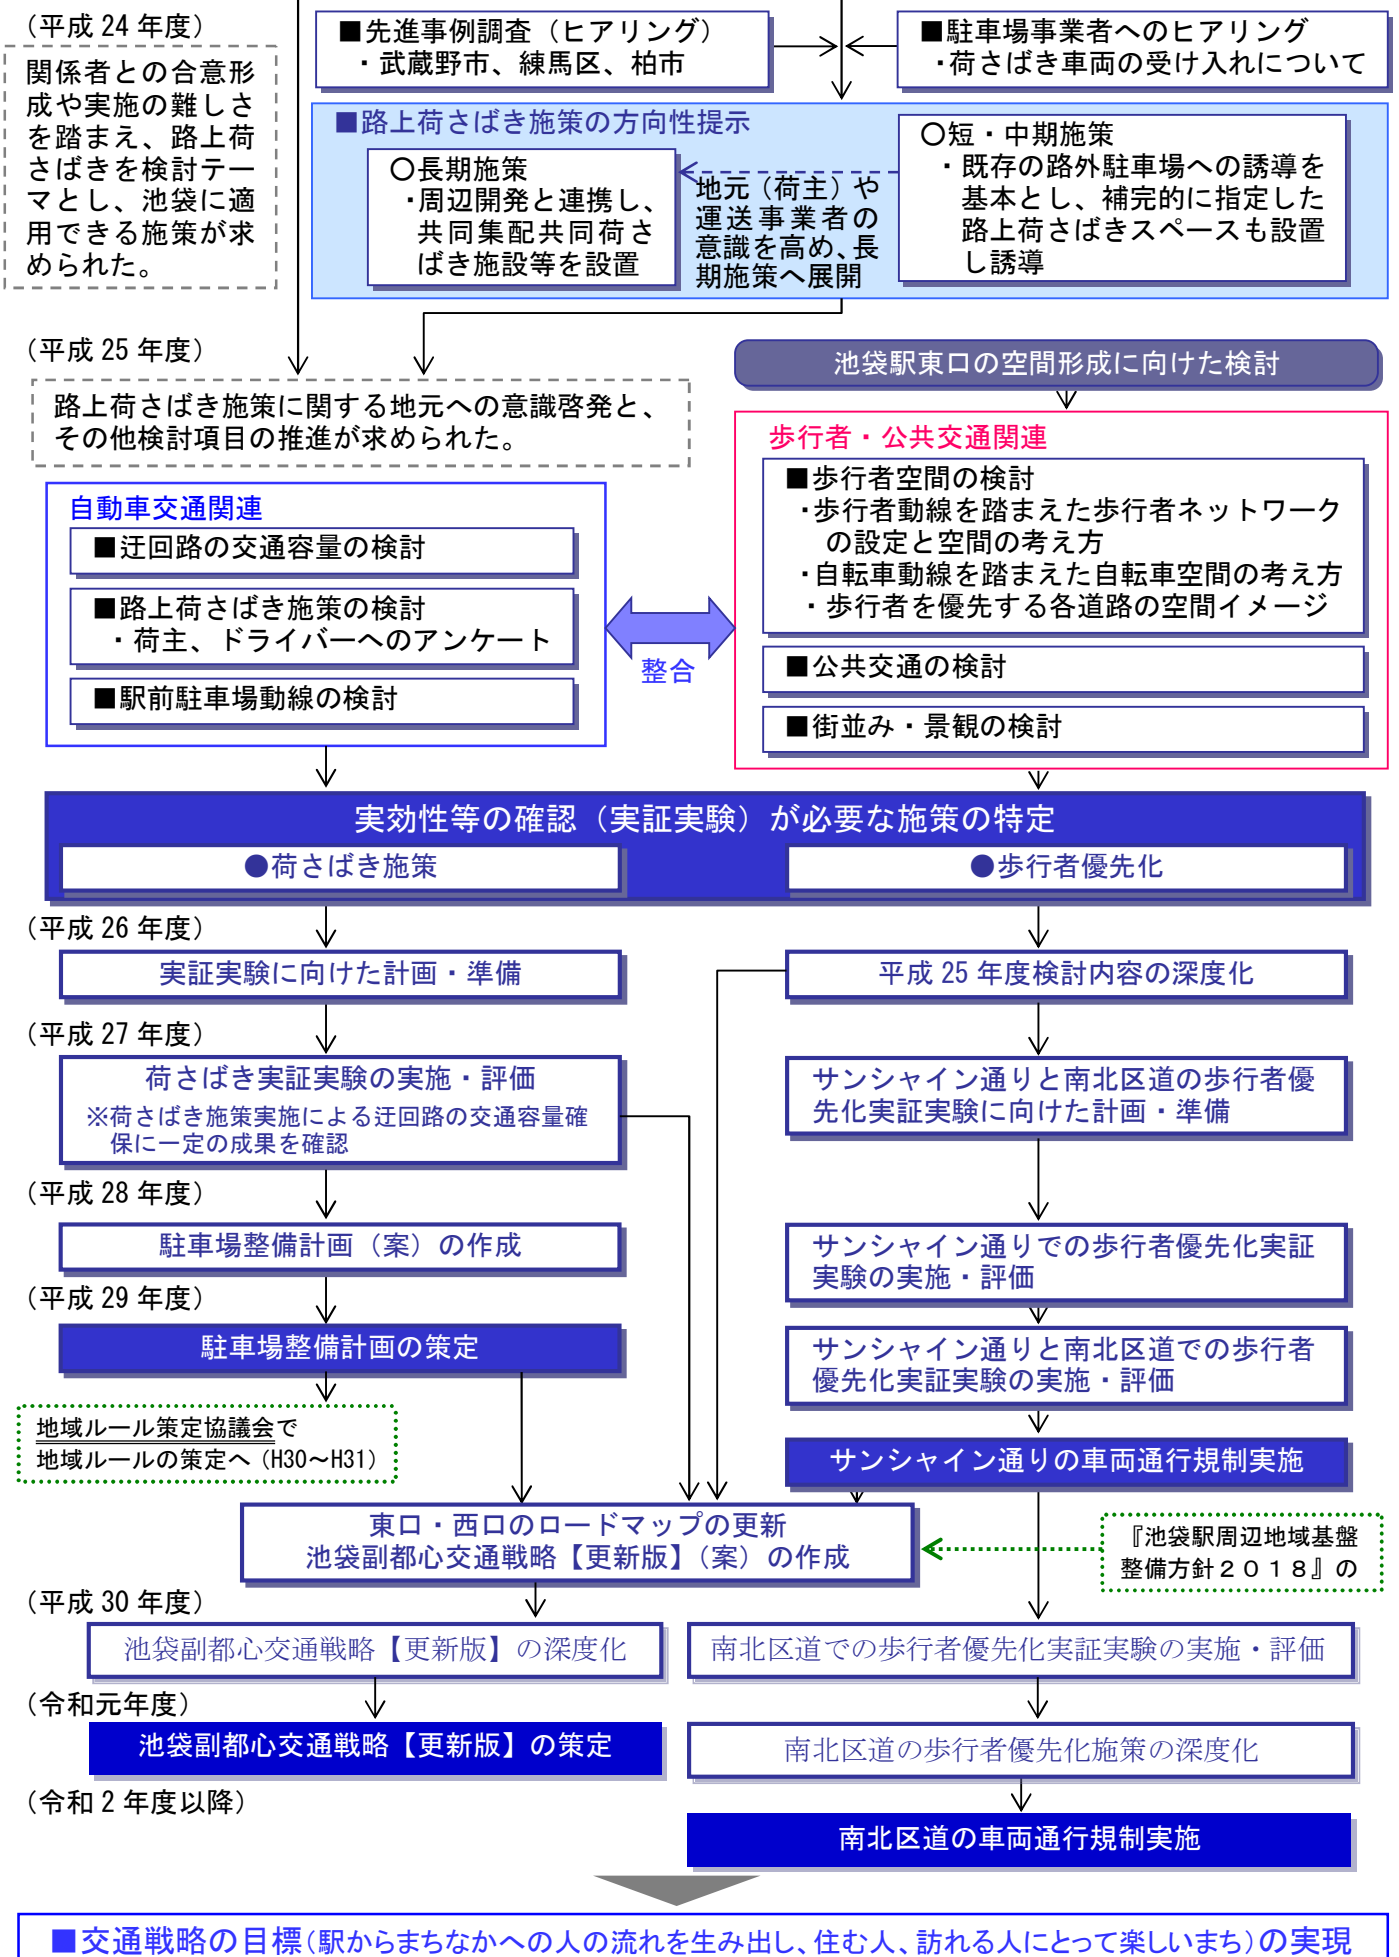 （平成 24 年度）
関係者との合意形
成や実施の難しさ
を踏まえ、路上荷
さばきを検討テー
マとし、池袋に適
用できる施策が求
められた。
■先進事例調査（ヒアリング）
・武蔵野市、練馬区、柏市
■駐車場事業者へのヒアリング
・荷さばき車両の受け入れについて
■路上荷さばき施策の方向性提示
〇長期施策
・周辺開発と連携し、
共同集配共同荷さ
ばき施設等を設置
地元（荷主）や
運送事業者の
意識を高め、長
期施策へ展開
〇短・中期施策
・既存の路外駐車場への誘導を
基本とし、補完的に指定した
路上荷さばきスペースも設置
し誘導
（平成 25 年度）
路上荷さばき施策に関する地元への意識啓発と、
その他検討項目の推進が求められた。
池袋駅東口の空間形成に向けた検討
自動車交通関連
■迂回路の交通容量の検討
■路上荷さばき施策の検討
・荷主、ドライバーへのアンケート
■駅前駐車場動線の検討
整合
歩行者・公共交通関連
■歩行者空間の検討
・歩行者動線を踏まえた歩行者ネットワーク
の設定と空間の考え方
・自転車動線を踏まえた自転車空間の考え方
・歩行者を優先する各道路の空間イメージ
■公共交通の検討
■街並み・景観の検討
実効性等の確認（実証実験）が必要な施策の特定
●荷さばき施策
●歩行者優先化
（平成 26 年度）
実証実験に向けた計画・準備
平成 25 年度検討内容の深度化
（平成 27 年度）
荷さばき実証実験の実施・評価
※荷さばき施策実施による迂回路の交通容量確
保に一定の成果を確認
サンシャイン通りと南北区道の歩行者優
先化実証実験に向けた計画・準備
（平成 28 年度）
駐車場整備計画（案）の作成
サンシャイン通りでの歩行者優先化実証
実験の実施・評価
（平成 29 年度）
駐車場整備計画の策定
サンシャイン通りと南北区道での歩行者
優先化実証実験の実施・評価
地域ルール策定協議会で
地域ルールの策定へ（H30～H31）
サンシャイン通りの車両通行規制実施
東口・西口のロードマップの更新
池袋副都心交通戦略【更新版】（案）の作成
『池袋駅周辺地域基盤
整備方針２０１８』の
（平成 30 年度）
池袋副都心交通戦略【更新版】の深度化
南北区道での歩行者優先化実証実験の実施・評価
（令和元年度）
池袋副都心交通戦略【更新版】の策定
南北区道の歩行者優先化施策の深度化
（令和 2 年度以降）
南北区道の車両通行規制実施
■交通戦略の目標（駅からまちなかへの人の流れを生み出し、住む人、訪れる人にとって楽しいまち）の実現